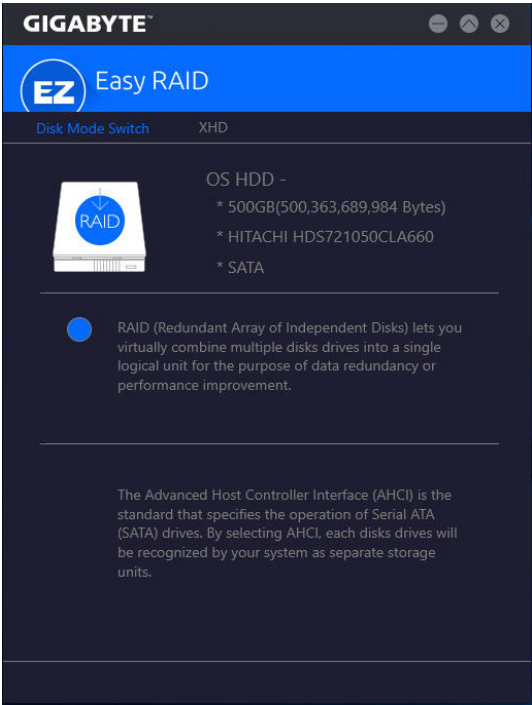 GIGABYTE™
EZ Easy RAID
Disk Mode Switch XHD
OS HDD -
RAID
* 500GB(500,363,689,984 Bytes)
* HITACHI HDS721050CLA660
* SATA
RAID (Redundant Array of Independent Disks) lets you
virtually combine multiple disks drives into a single
logical unit for the purpose of data redundancy or
performance improvement.
The Advanced Host Controller Interface (AHCI) is the
standard that specifies the operation of Serial ATA
(SATA) drives. By selecting AHCI, each disks drives will
be recognized by your system as separate storage
units.